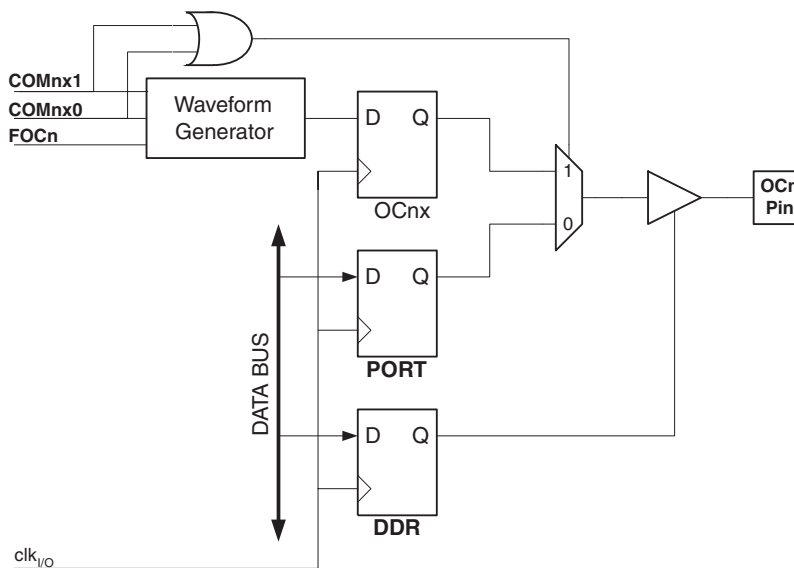 COMnx1
COMnx0
FOCn
Waveform
Generator
D Q
OCnx
1
0
OCn
Pin
D Q
PORT
DATA BUS
D Q
DDR
clkI/O